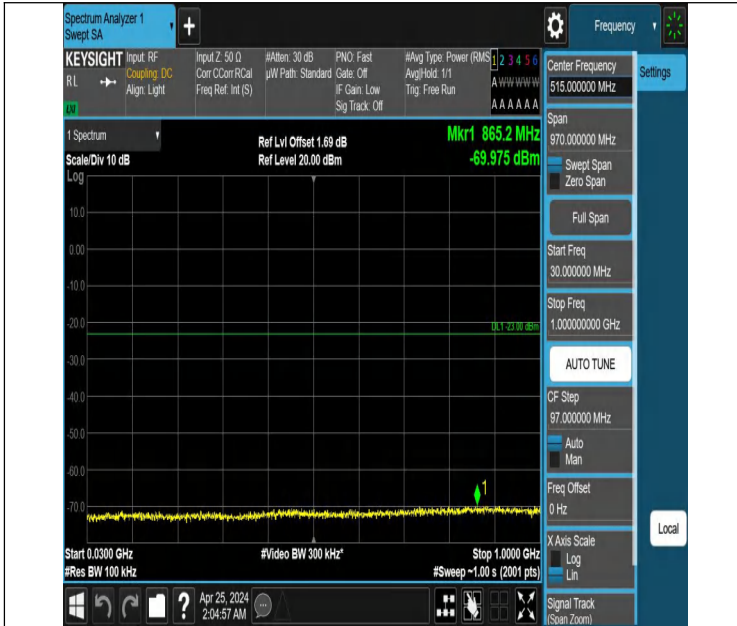 Spectrum Analyzer 1
Swept SA
+
Frequency
KEYSIGHT
RL
Input: RF
Coupling: DC
Align: Light
Input Z: 50 Ω
Corr CCorr RCal
Freq Ref: Int (S)
#Atten: 30 dB
µW Path: Standard
PNO: Fast
Gate: Off
IF Gain: Low
Sig Track: Off
#Avg Type: Power (RMS
Avg|Hold: 1/1
Trig: Free Run
1 2 3 4 5 6
A W W W W W
A A A A A A
1 Spectrum
Scale/Div 10 dB
Log
Ref Lvl Offset 1.69 dB
Ref Level 20.00 dBm
Mkr1 865.2 MHz
-69.975 dBm
10.0
0.00
-10.0
-20.0
-30.0
-40.0
-50.0
-60.0
-70.0
DL1 -23.00 dBm
1
Start 0.0300 GHz
#Res BW 100 kHz
#Video BW 300 kHz*
Stop 1.0000 GHz
#Sweep ~1.00 s (2001 pts)
Center Frequency
515.000000 MHz
Span
970.000000 MHz
Swept Span
Zero Span
Full Span
Start Freq
30.000000 MHz
Stop Freq
1.000000000 GHz
AUTO TUNE
CF Step
97.000000 MHz
Auto
Man
Freq Offset
0 Hz
X Axis Scale
Log
Lin
Signal Track
(Span Zoom)
Settings
Local
?
Apr 25, 2024
2:04:57 AM